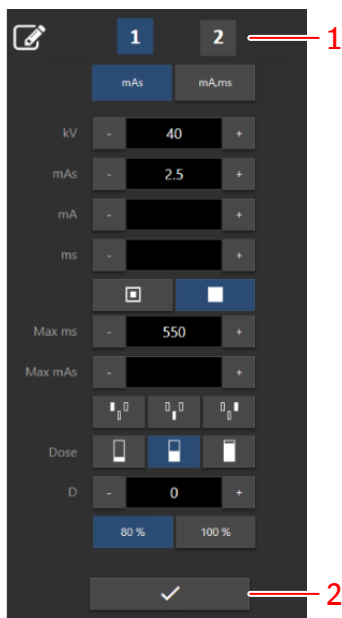 1 2 1
mAs mA,ms
kV - 40 +
mAs - 2.5 +
mA - +
ms - +
Max ms - 550 +
Max mAs - +
Dose
D - 0 +
80 % 100 %
2